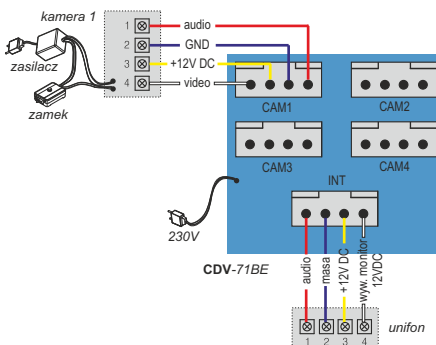 kamera 1
zasilacz
zamek
1 audio
2 GND
3 +12V DC
4 video
CAM1
CAM2
CAM3
CAM4
INT
230V
CDV-71BE
audio
masa
+12V DC
wyw. monitor
12VDC
unifon
1 2 3 4